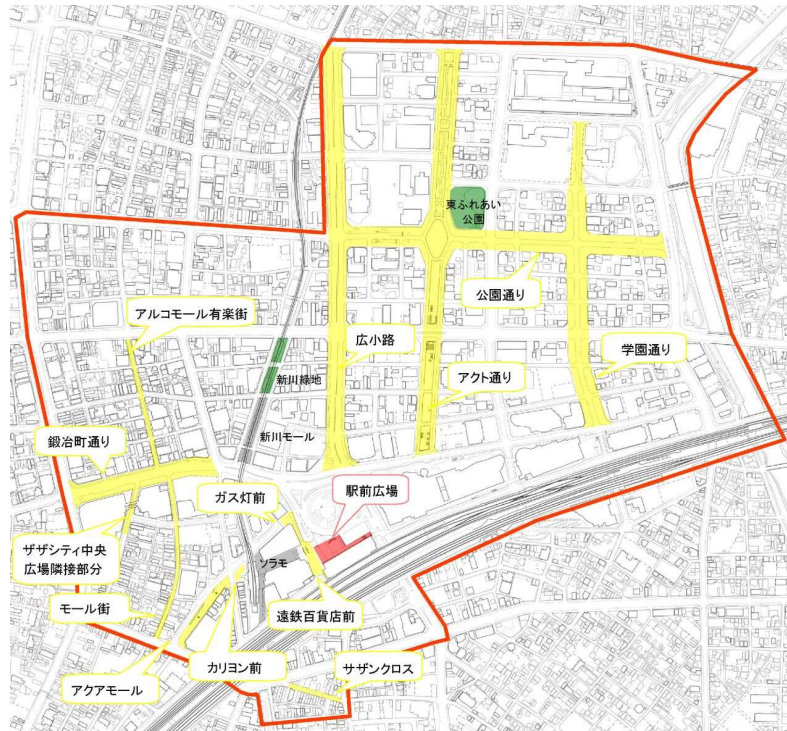 東ふれあい
公園
公園通り
アルコモール有楽街
広小路
学園通り
アクト通り
新川緑地
新川モール
鍛冶町通り
ガス灯前
駅前広場
ザザシティ中央
広場隣接部分
ソラモ
モール街
遠鉄百貨店前
カリヨン前
サザンクロス
アクアモール